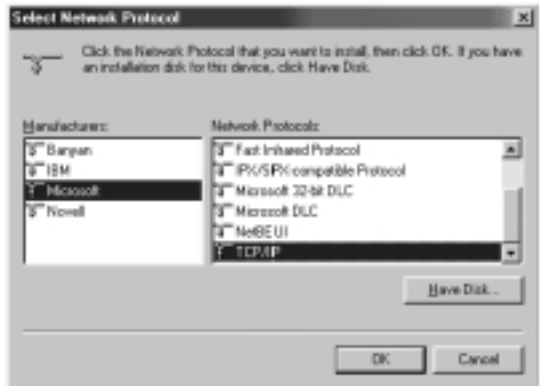 Select Network Protocol
Click the Network Protocol that you want to install, then click OK. If you have
an installation disk for this device, click Have Disk.
Manufacturers:
Banyan
IBM
Microsoft
Novell
Network Protocols:
Fast Infrared Protocol
IPX/SPX-compatible Protocol
Microsoft 32-bit DLC
Microsoft DLC
NetBEUI
TCP/IP
Have Disk...
OK
Cancel